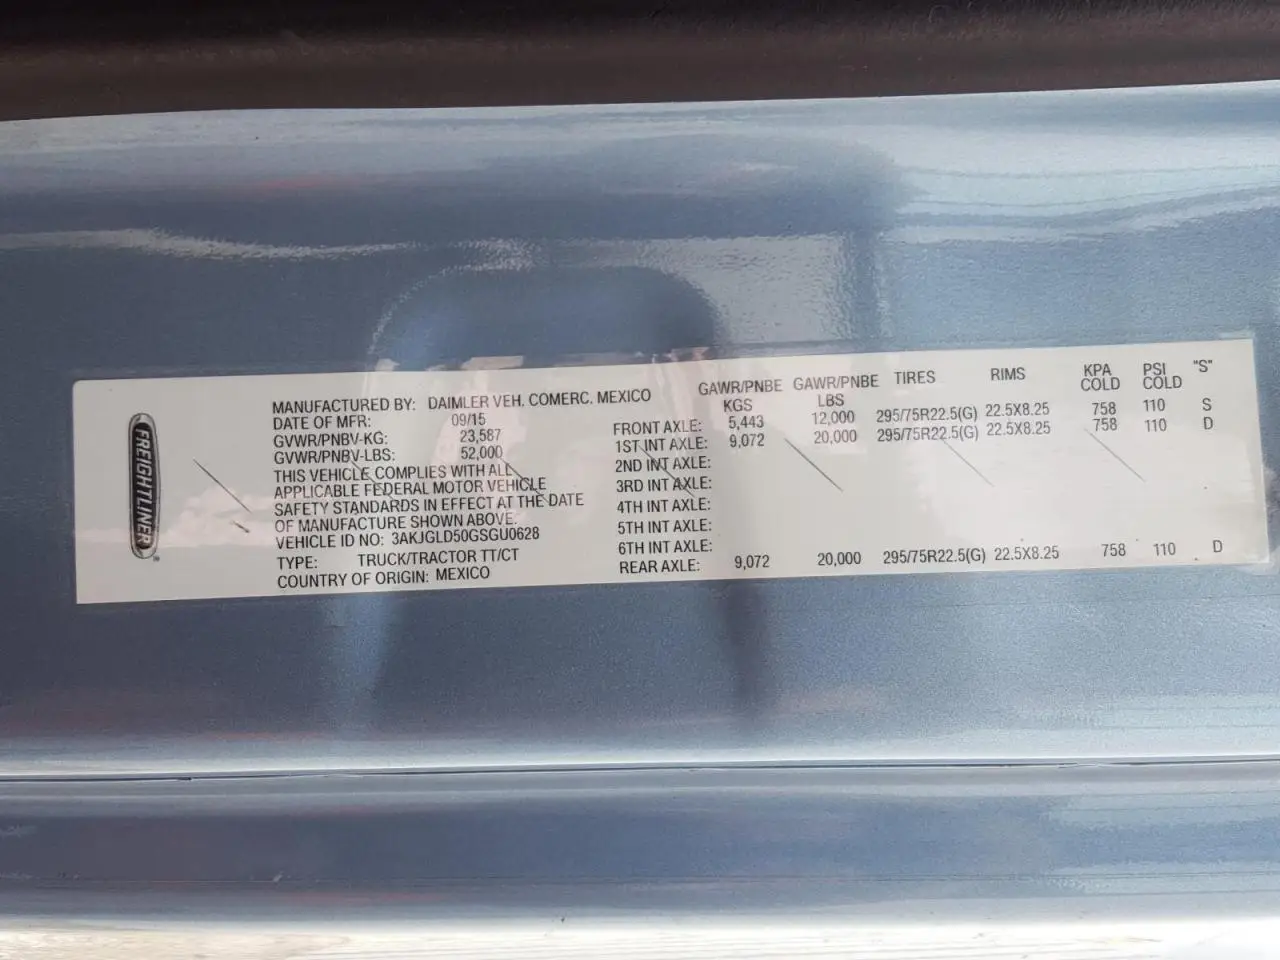 FREIGHTLINER
MANUFACTURED BY: DAIMLER VEH. COMERC. MEXICO
DATE OF MFR: 09/15
GVWR/PNBV-KG: 23,587
GVWR/PNBV-LBS: 52,000
THIS VEHICLE COMPLIES WITH ALL
APPLICABLE FEDERAL MOTOR VEHICLE
SAFETY STANDARDS IN EFFECT AT THE DATE
OF MANUFACTURE SHOWN ABOVE.
VEHICLE ID NO: 3AKJGLD50GSGU0628
TYPE: TRUCK/TRACTOR TT/CT
COUNTRY OF ORIGIN: MEXICO
GAWR/PNBE KGS GAWR/PNBE LBS TIRES RIMS KPA COLD PSI COLD "S"
FRONT AXLE: 5,443 12,000 295/75R22.5(G) 22.5X8.25 758 110 S
1ST INT AXLE: 9,072 20,000 295/75R22.5(G) 22.5X8.25 758 110 D
2ND INT AXLE:
3RD INT AXLE:
4TH INT AXLE:
5TH INT AXLE:
6TH INT AXLE:
REAR AXLE: 9,072 20,000 295/75R22.5(G) 22.5X8.25 758 110 D